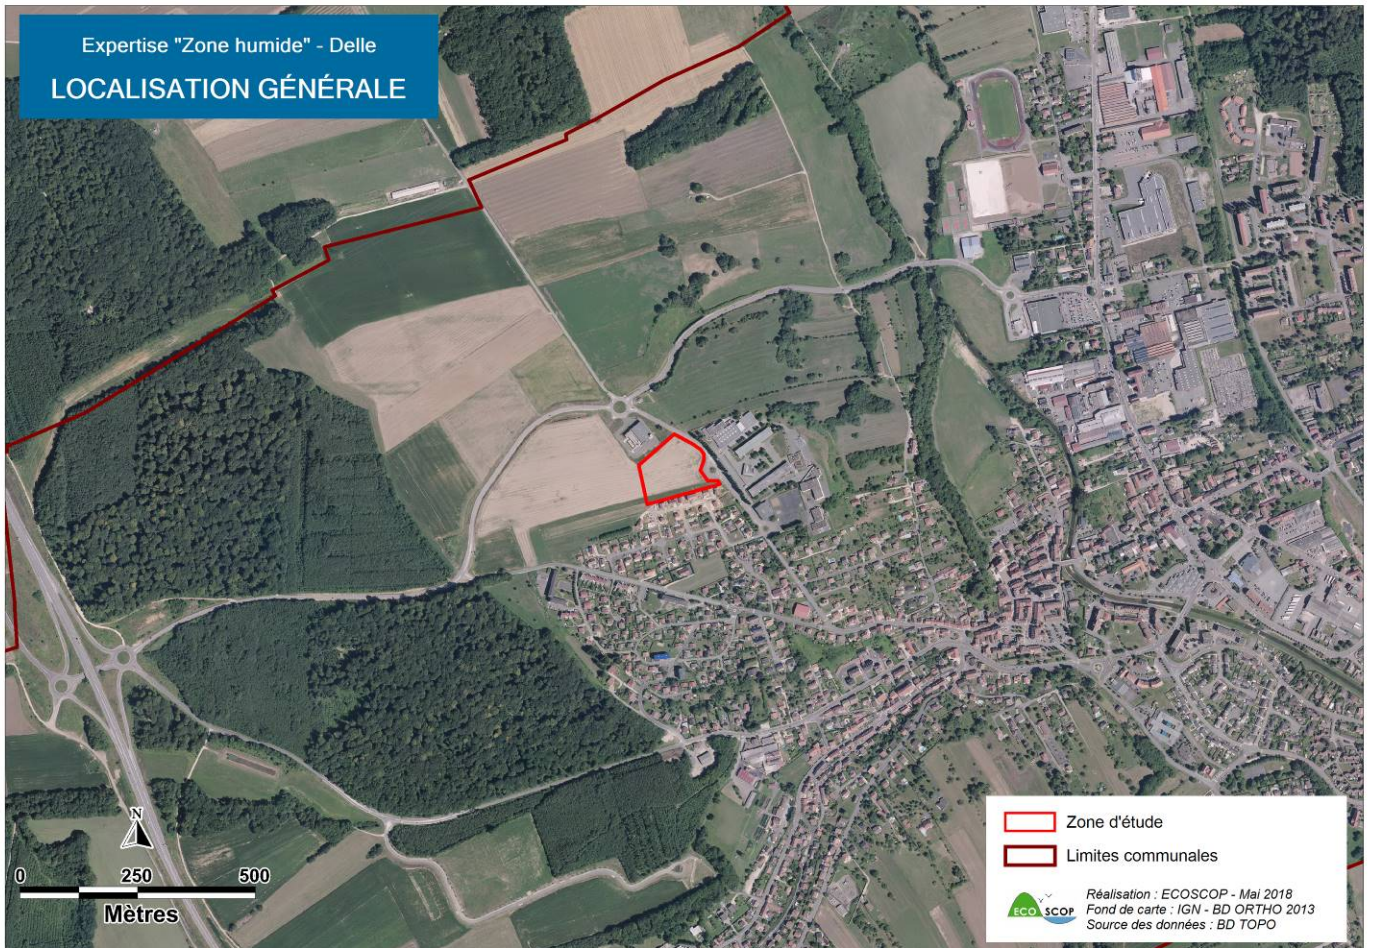 Expertise "Zone humide" - Delle
LOCALISATION GÉNÉRALE
N
0 250 500
Mètres
Zone d'étude
Limites communales
ECO SCOP
Réalisation : ECOSCOP - Mai 2018
Fond de carte : IGN - BD ORTHO 2013
Source des données : BD TOPO